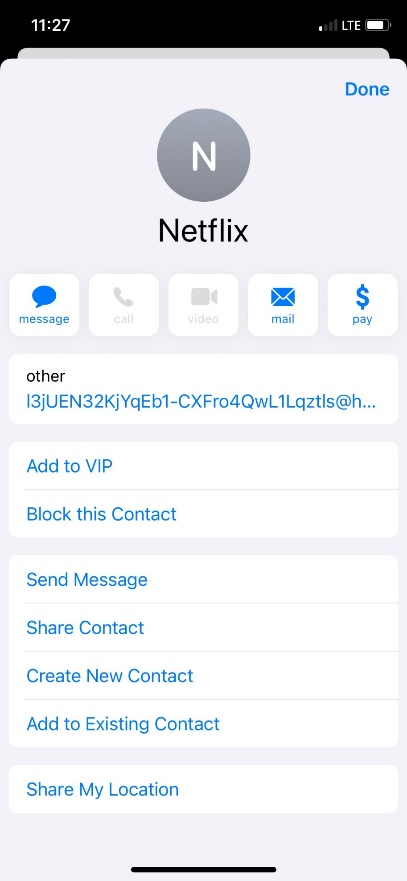 11:27
LTE
Done
N
Netflix
message
call
video
mail
$
pay
other
l3jUEN32KjYqEb1-CXFro4QwL1Lqztls@h...
Add to VIP
Block this Contact
Send Message
Share Contact
Create New Contact
Add to Existing Contact
Share My Location